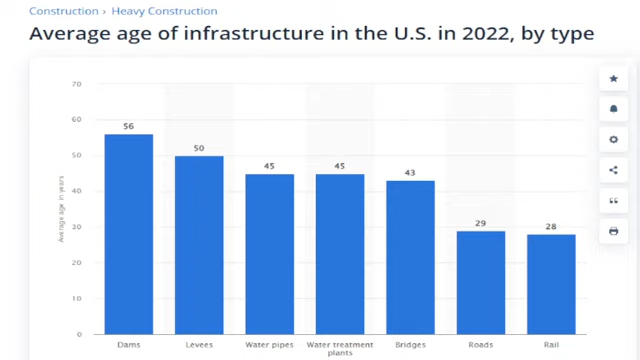 Construction › Heavy Construction
Average age of infrastructure in the U.S. in 2022, by type
Average age in years
70
60
50
40
30
20
10
0
56
50
45
45
43
29
28
Dams
Levees
Water pipes
Water treatment
plants
Bridges
Roads
Rail